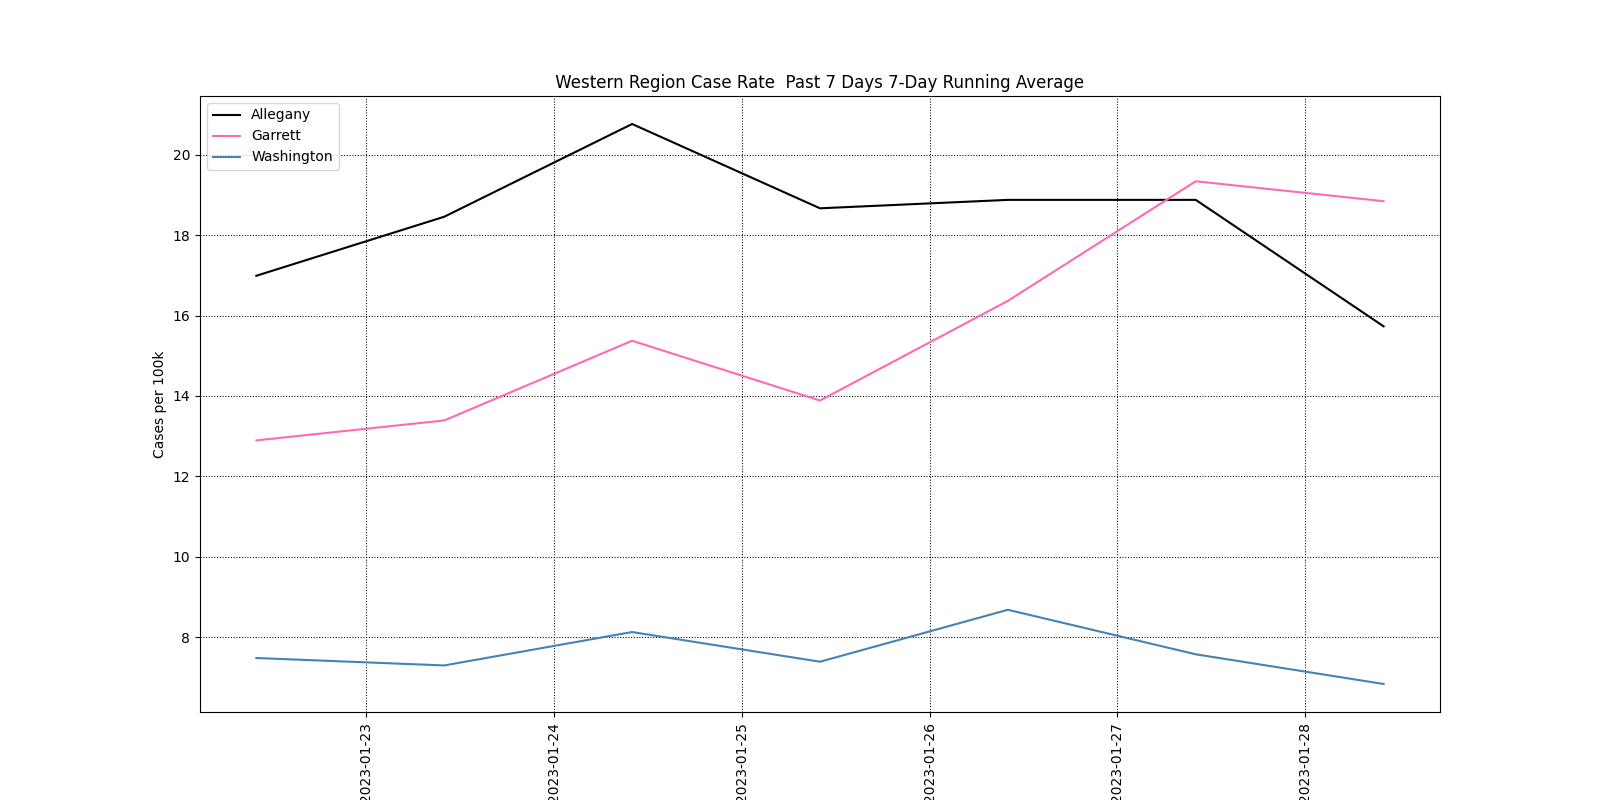 Western Region Case Rate  Past 7 Days 7-Day Running Average
Allegany
Garrett
Washington
Cases per 100k
20
18
16
14
12
10
8
2023-01-23
2023-01-24
2023-01-25
2023-01-26
2023-01-27
2023-01-28